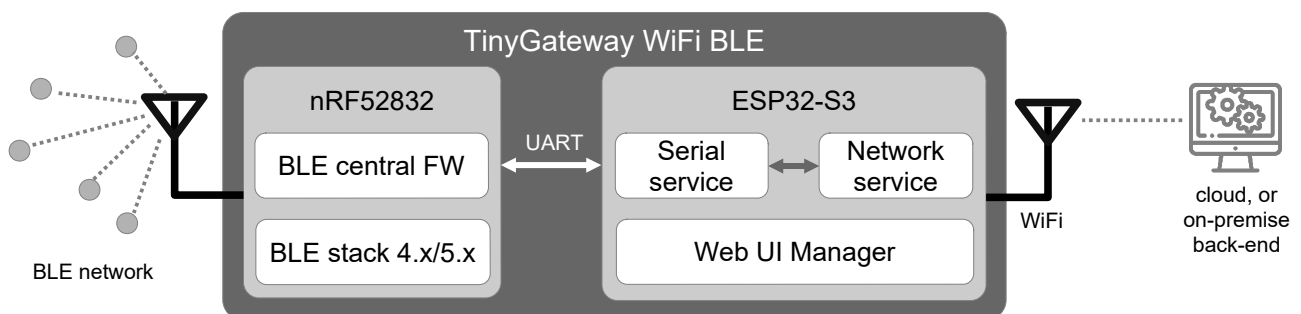 TinyGateway WiFi BLE
nRF52832
BLE central FW
BLE stack 4.x/5.x
BLE network
UART
ESP32-S3
Serial
service
Network
service
Web UI Manager
WiFi
cloud, or
on-premise
back-end